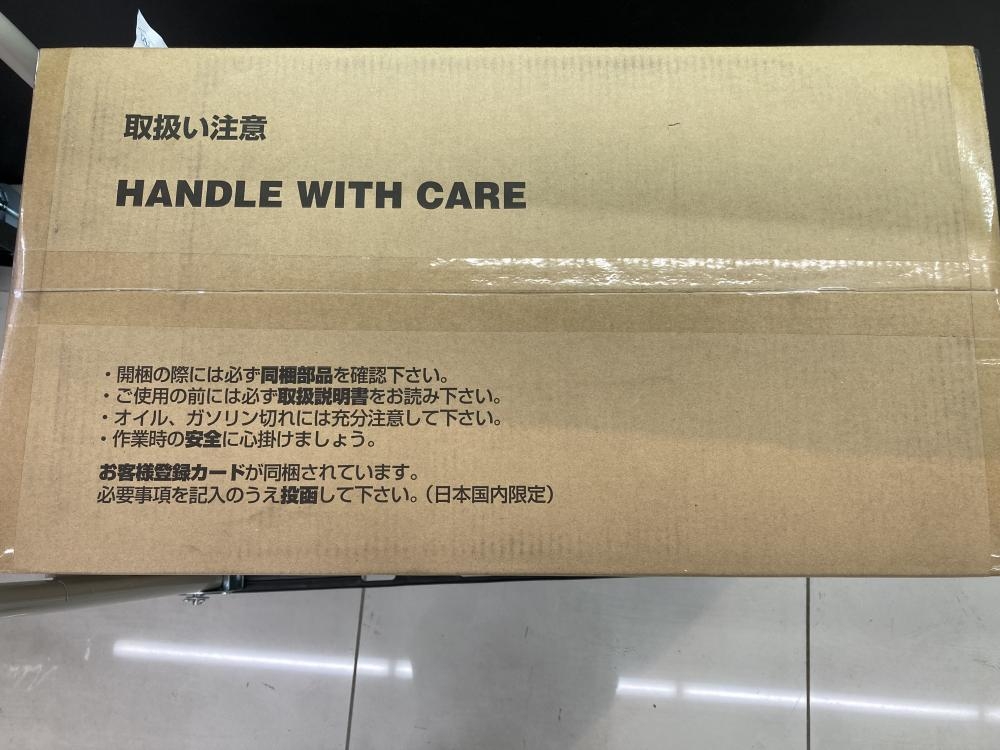 取扱い注意
HANDLE WITH CARE
・開梱の際には必ず同梱部品を確認下さい。
・ご使用の前には必ず取扱説明書をお読み下さい。
・オイル、ガソリン切れには充分注意して下さい。
・作業時の安全に心掛けましょう。
お客様登録カードが同梱されています。
必要事項を記入のうえ投函して下さい。(日本国内限定)